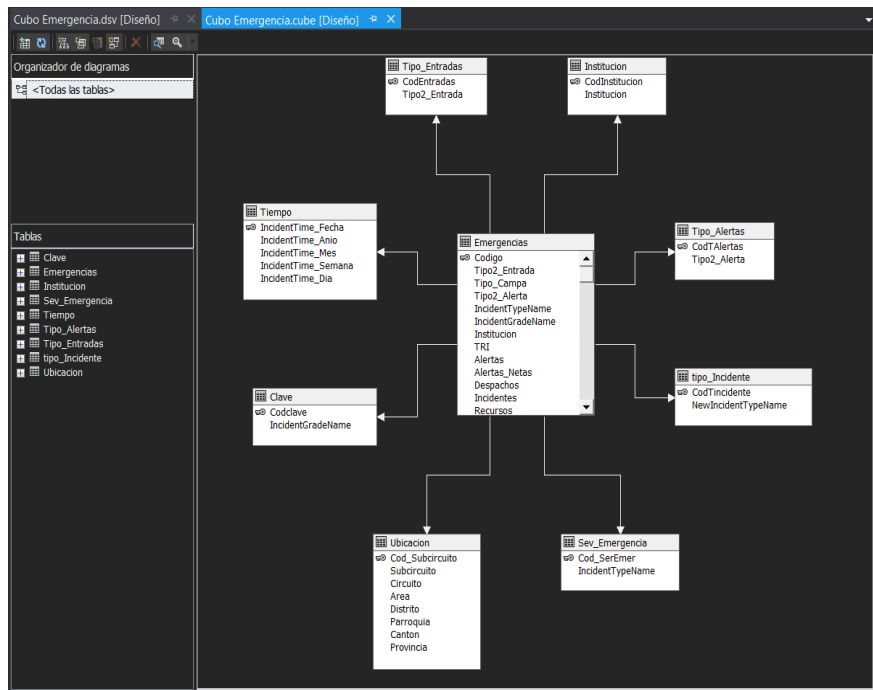 Cubo Emergencia.dsv [Diseño]
Cubo Emergencia.cube [Diseño]
Organizador de diagramas
<Todas las tablas>
Tablas
Clave
Emergencias
Institucion
Sev_Emergencia
Tiempo
Tipo_Alertas
Tipo_Entradas
tipo_Incidente
Ubicacion
Tipo_Entradas
CodEntradas
Tipo2_Entrada
Institucion
CodInstitucion
Institucion
Tiempo
IncidentTime_Fecha
IncidentTime_Anio
IncidentTime_Mes
IncidentTime_Semana
IncidentTime_Dia
Emergencias
Codigo
Tipo2_Entrada
Tipo_Campa
Tipo2_Alerta
IncidentTypeName
IncidentGradeName
Institucion
TRI
Alertas
Alertas_Netas
Despachos
Incidentes
Recursos
Tipo_Alertas
CodTAlertas
Tipo2_Alerta
Clave
Codclave
IncidentGradeName
tipo_Incidente
CodTincidente
NewIncidentTypeName
Ubicacion
Cod_Subcircuito
Subcircuito
Circuito
Area
Distrito
Parroquia
Canton
Provincia
Sev_Emergencia
Cod_SerEmer
IncidentTypeName